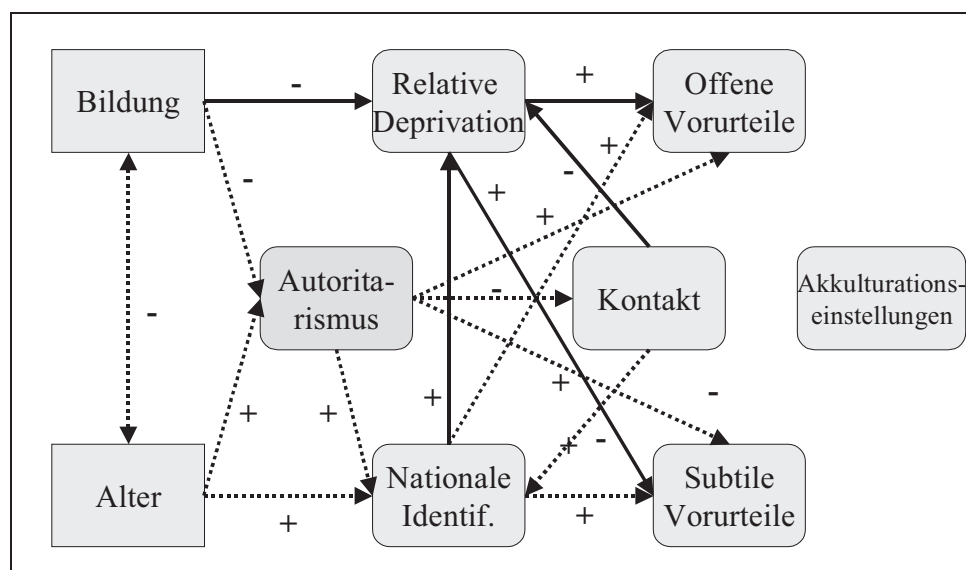 Bildung
-
Relative
Deprivation
+
Offene
Vorurteile
-
+
-
+
+
Autorita-
rismus
-
Kontakt
Akkulturations-
einstellungen
-
+
+
+
+
-
+
-
Alter
+
Nationale
Identif.
+
Subtile
Vorurteile